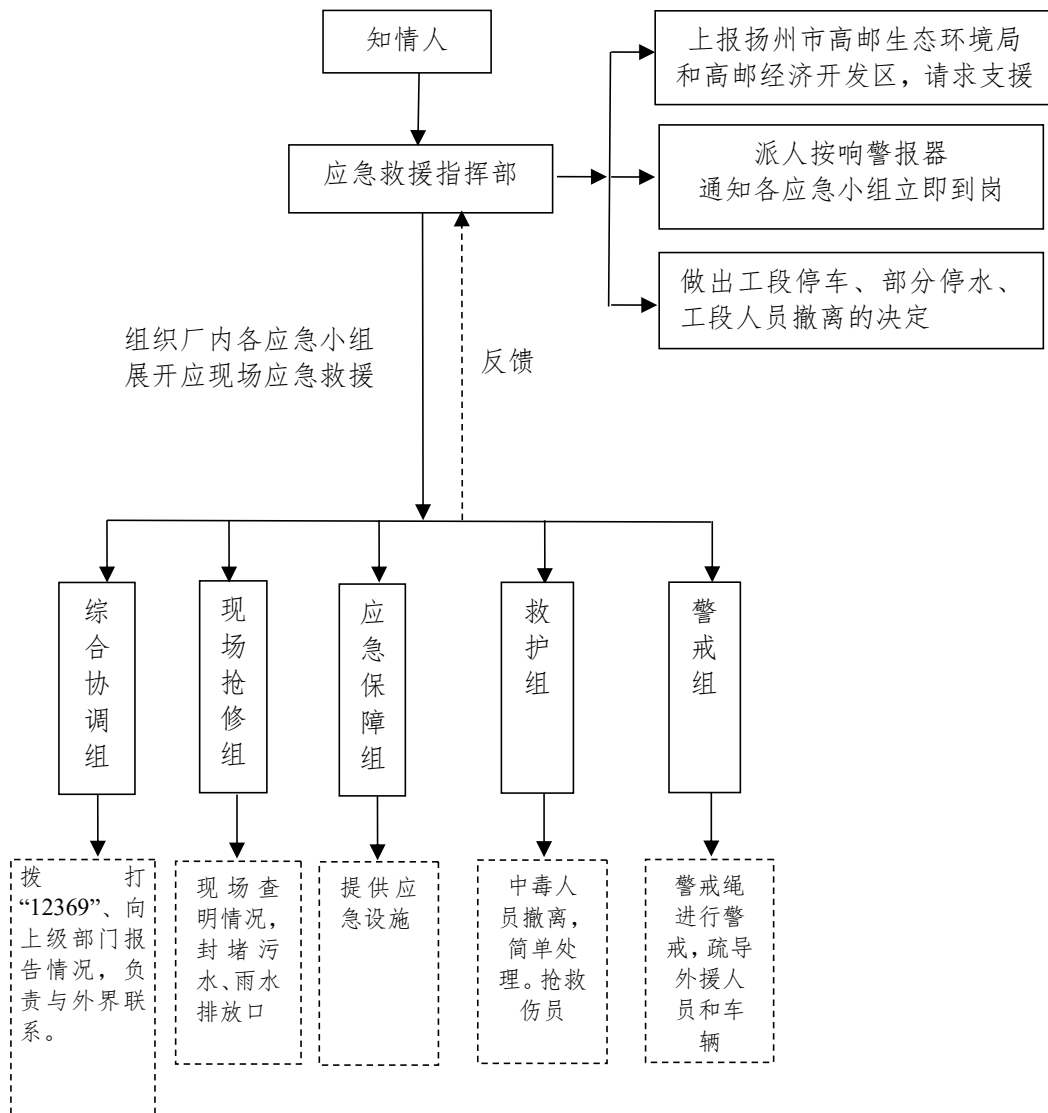 知情人
上报扬州市高邮生态环境局
和高邮经济开发区，请求支援
应急救援指挥部
派人按响警报器
通知各应急小组立即到岗
做出工段停车、部分停水、
工段人员撤离的决定
组织厂内各应急小组
展开应现场应急救援
反馈
综合协调组
现场抢修组
应急保障组
救护组
警戒组
拨打
“12369”、向
上级部门报
告情况，负
责与外界联
系。
现场查
明情况，
封堵污
水、雨水
排放口
提供应
急设施
中毒人
员撤离，
简单处
理。抢救
伤员
警戒绳
进行警
戒，疏导
外援人
员和车
辆